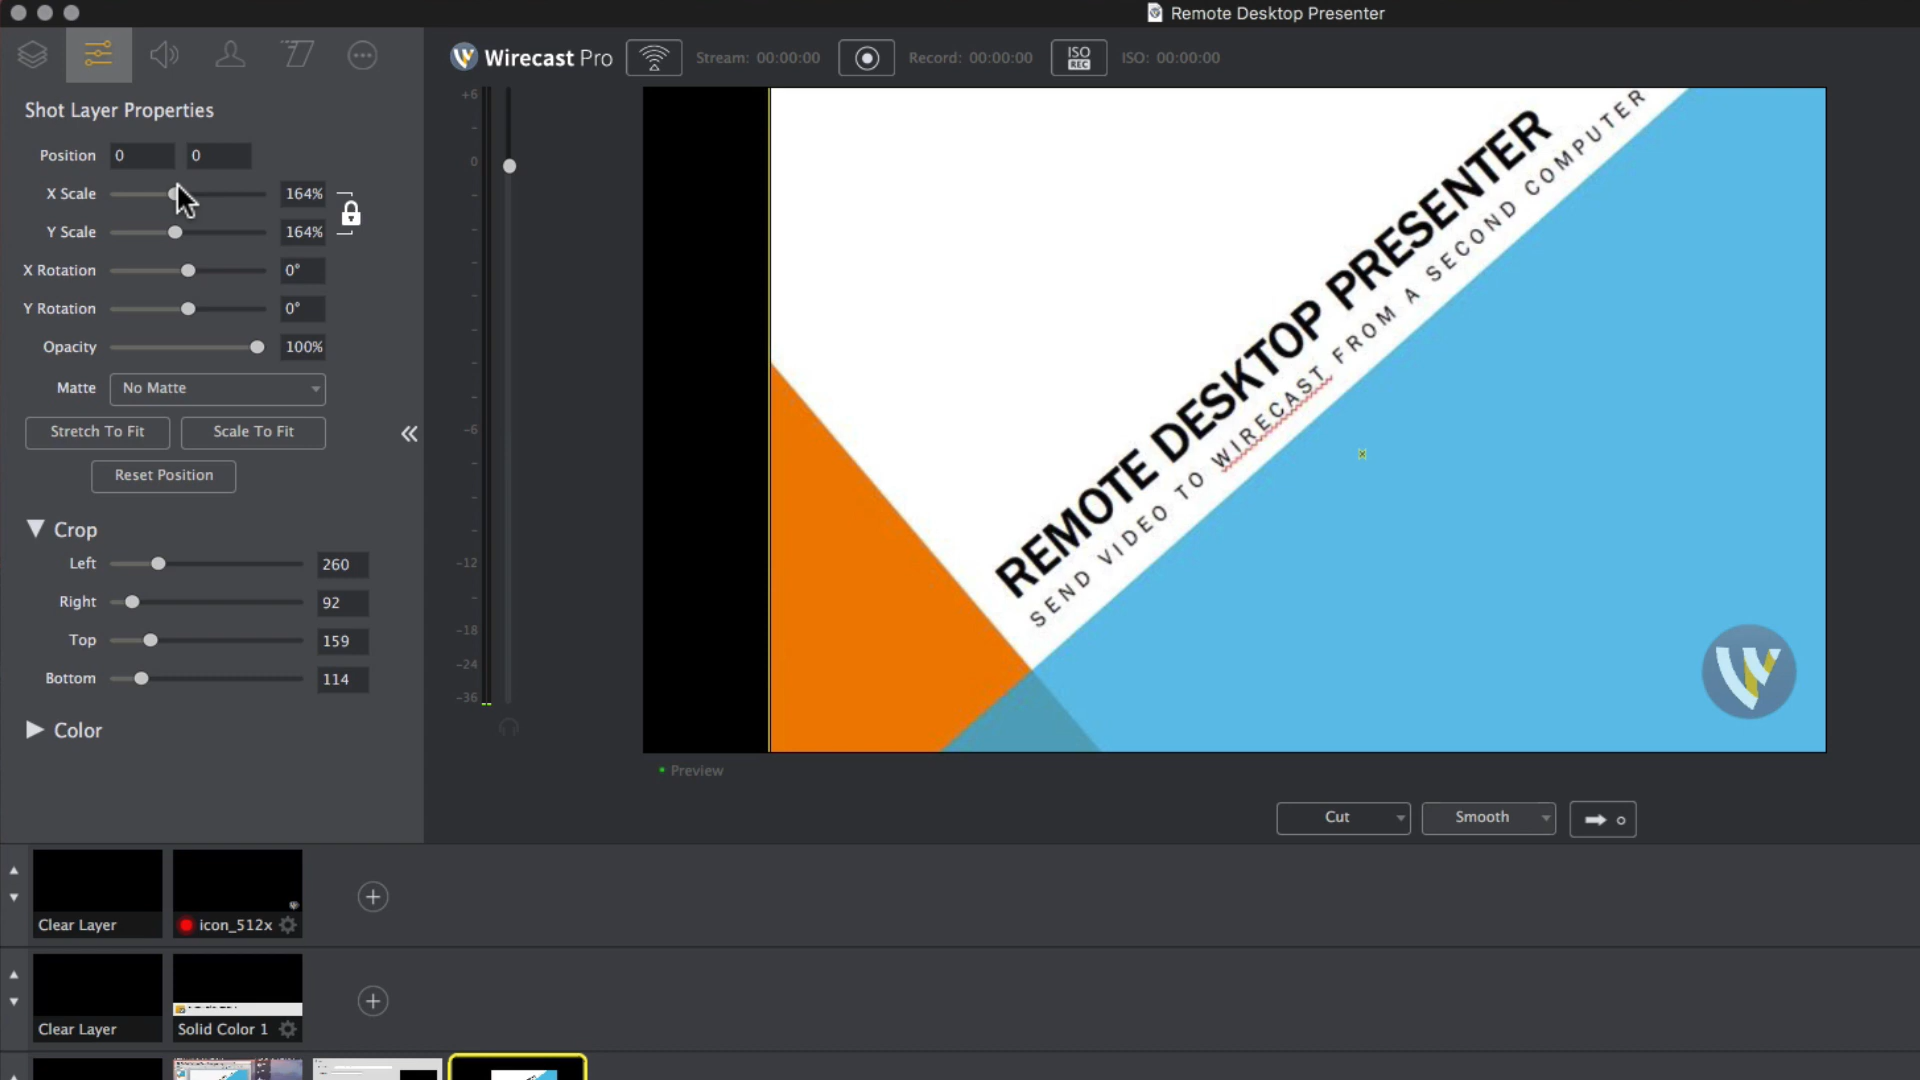 Remote Desktop Presenter
Wirecast Pro
Stream: 00:00:00
Record: 00:00:00
ISO
REC
ISO: 00:00:00
Shot Layer Properties
Position 0 0
X Scale 164%
Y Scale 164%
X Rotation 0°
Y Rotation 0°
Opacity 100%
Matte No Matte
Stretch To Fit Scale To Fit
Reset Position
Crop
Left 260
Right 92
Top 159
Bottom 114
Color
+6
0
-6
-12
-18
-24
-36
REMOTE DESKTOP PRESENTER
SEND VIDEO TO WIRECAST FROM A SECOND COMPUTER
Preview
Cut Smooth
Clear Layer icon_512x
Clear Layer Solid Color 1